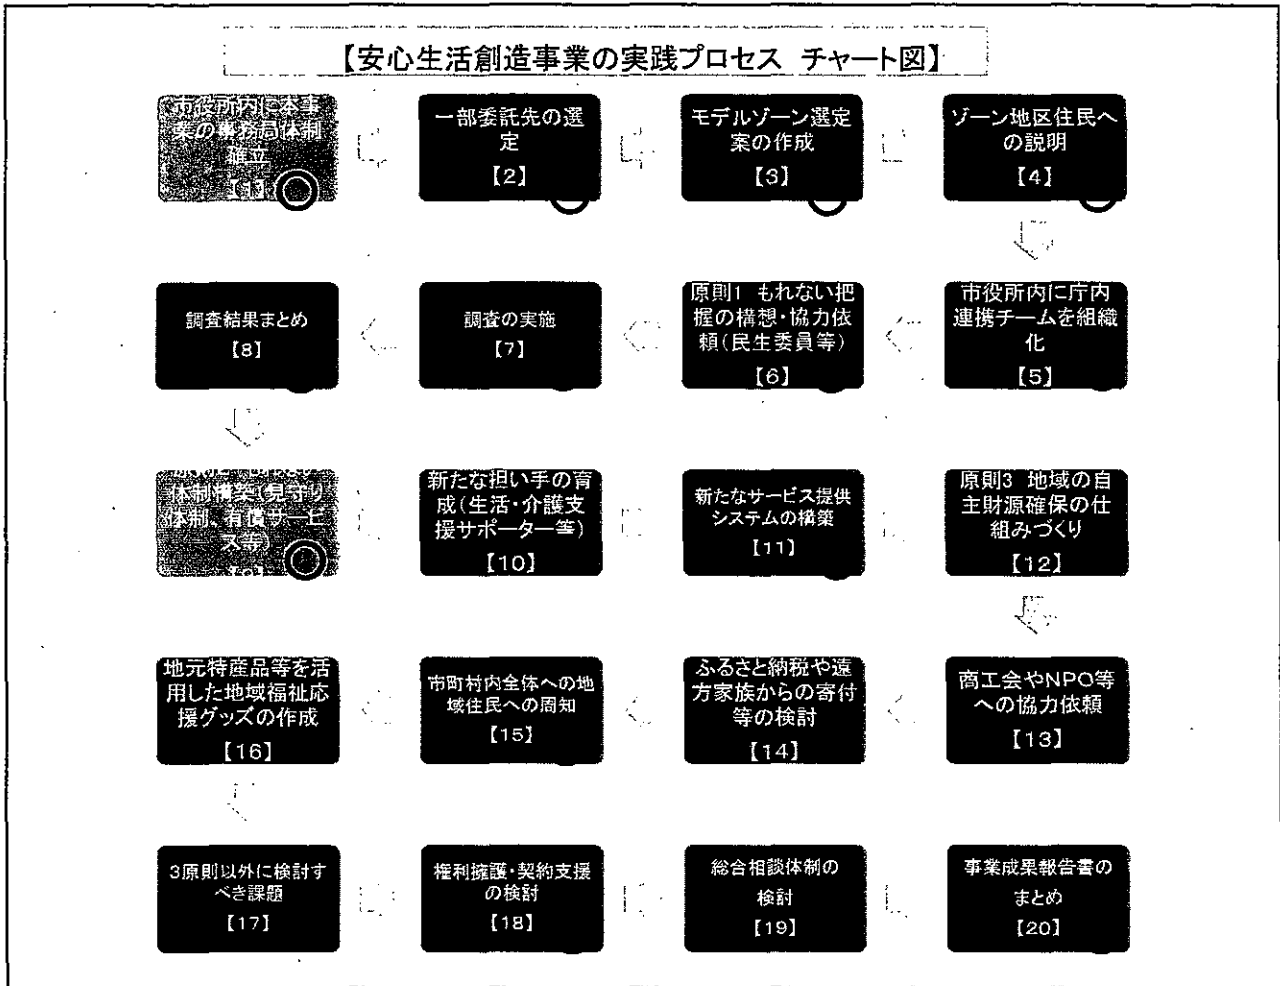 【安心生活創造事業の実践プロセス チャート図】
市役所内に本事
業の事務局体制
確立
【1】
一部委託先の選
定
【2】
モデルゾーン選定
案の作成
【3】
ゾーン地区住民へ
の説明
【4】
市役所内に庁内
連携チームを組織
化
【5】
原則1 もれない把
握の構想・協力依
頼(民生委員等)
【6】
調査の実施
【7】
調査結果まとめ
【8】
体制構築(見守り
体制、有償サービ
ス等)
新たな担い手の育
成(生活・介護支
援サポーター等)
【10】
新たなサービス提供
システムの構築
【11】
原則3 地域の自
主財源確保の仕
組みづくり
【12】
商工会やNPO等
への協力依頼
【13】
ふるさと納税や遠
方家族からの寄付
等の検討
【14】
市町村内全体への地
域住民への周知
【15】
地元特産品等を活
用した地域福祉応
援グッズの作成
【16】
3原則以外に検討す
べき課題
【17】
権利擁護・契約支援
の検討
【18】
総合相談体制の
検討
【19】
事業成果報告書の
まとめ
【20】